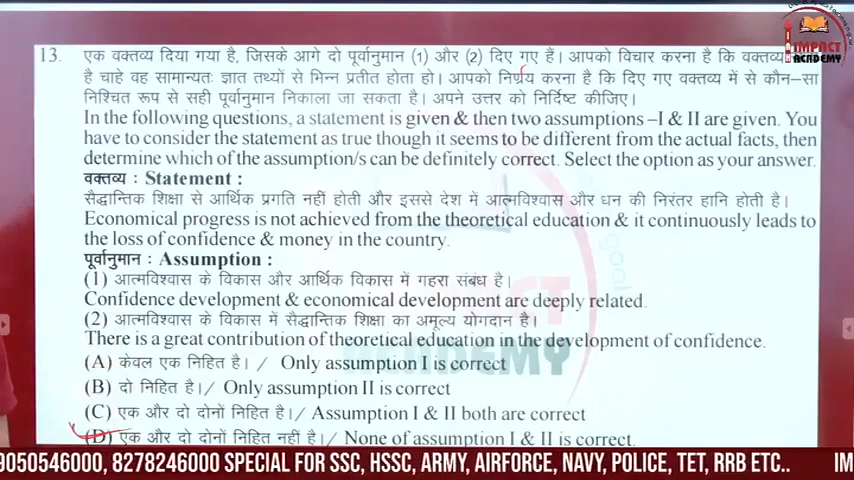 IMPACT
ACADEMY
13. एक वक्तव्य दिया गया है, जिसके आगे दो पूर्वानुमान (1) और (2) दिए गए हैं। आपको विचार करना है कि वक्तव्य
है चाहे वह सामान्यतः ज्ञात तथ्यों से भिन्न प्रतीत होता हो। आपको निर्णय करना है कि दिए गए वक्तव्य में से कौन-सा
निश्चित रूप से सही पूर्वानुमान निकाला जा सकता है। अपने उत्तर को निर्दिष्ट कीजिए।
In the following questions, a statement is given & then two assumptions –I & II are given. You
have to consider the statement as true though it seems to be different from the actual facts, then
determine which of the assumption/s can be definitely correct. Select the option as your answer.
वक्तव्य : Statement :
सैद्धान्तिक शिक्षा से आर्थिक प्रगति नहीं होती और इससे देश में आत्मविश्वास और धन की निरंतर हानि होती है।
Economical progress is not achieved from the theoretical education & it continuously leads to
the loss of confidence & money in the country.
पूर्वानुमान : Assumption :
(1) आत्मविश्वास के विकास और आर्थिक विकास में गहरा संबंध है।
Confidence development & economical development are deeply related.
(2) आत्मविश्वास के विकास में सैद्धान्तिक शिक्षा का अमूल्य योगदान है।
There is a great contribution of theoretical education in the development of confidence.
(A) केवल एक निहित है। / Only assumption I is correct
(B) दो निहित है। / Only assumption II is correct
(C) एक और दो दोनों निहित है। / Assumption I & II both are correct
(D) एक और दो दोनों निहित नहीं है। / None of assumption I & II is correct.
9050546000, 8278246000 SPECIAL FOR SSC, HSSC, ARMY, AIRFORCE, NAVY, POLICE, TET, RRB ETC.. IM